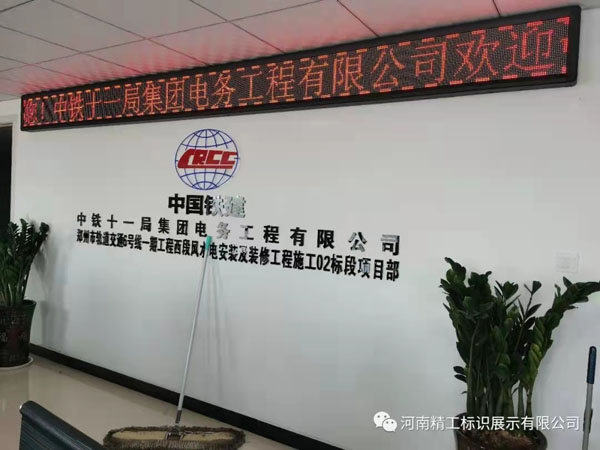 、中铁十一局集团电务工程有限公司欢迎
CRCC
中国铁建
中铁十一局集团电务工程有限公司
郑州市轨道交通6号线一期工程西段风水电安装及装修工程施工02标段项目部
河南精工标识展示有限公司